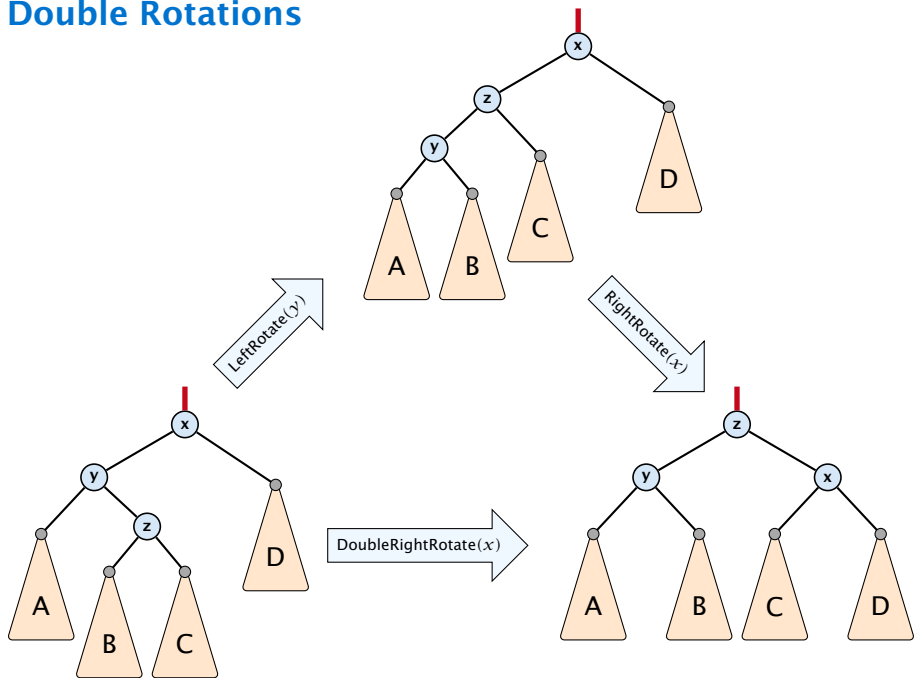 Double Rotations
x
z
y
A
B
C
D
LeftRotate(y)
RightRotate(x)
x
y
z
A
B
C
D
DoubleRightRotate(x)
z
y
x
A
B
C
D